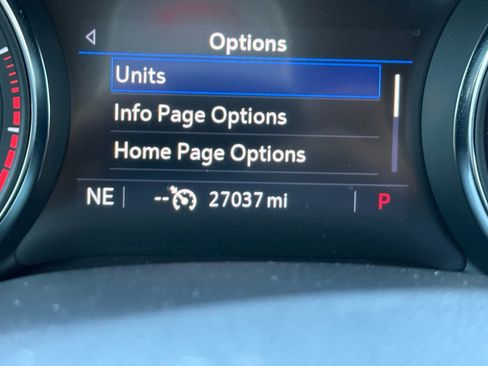 Options
Units
Info Page Options
Home Page Options
NE -- 27037 mi P